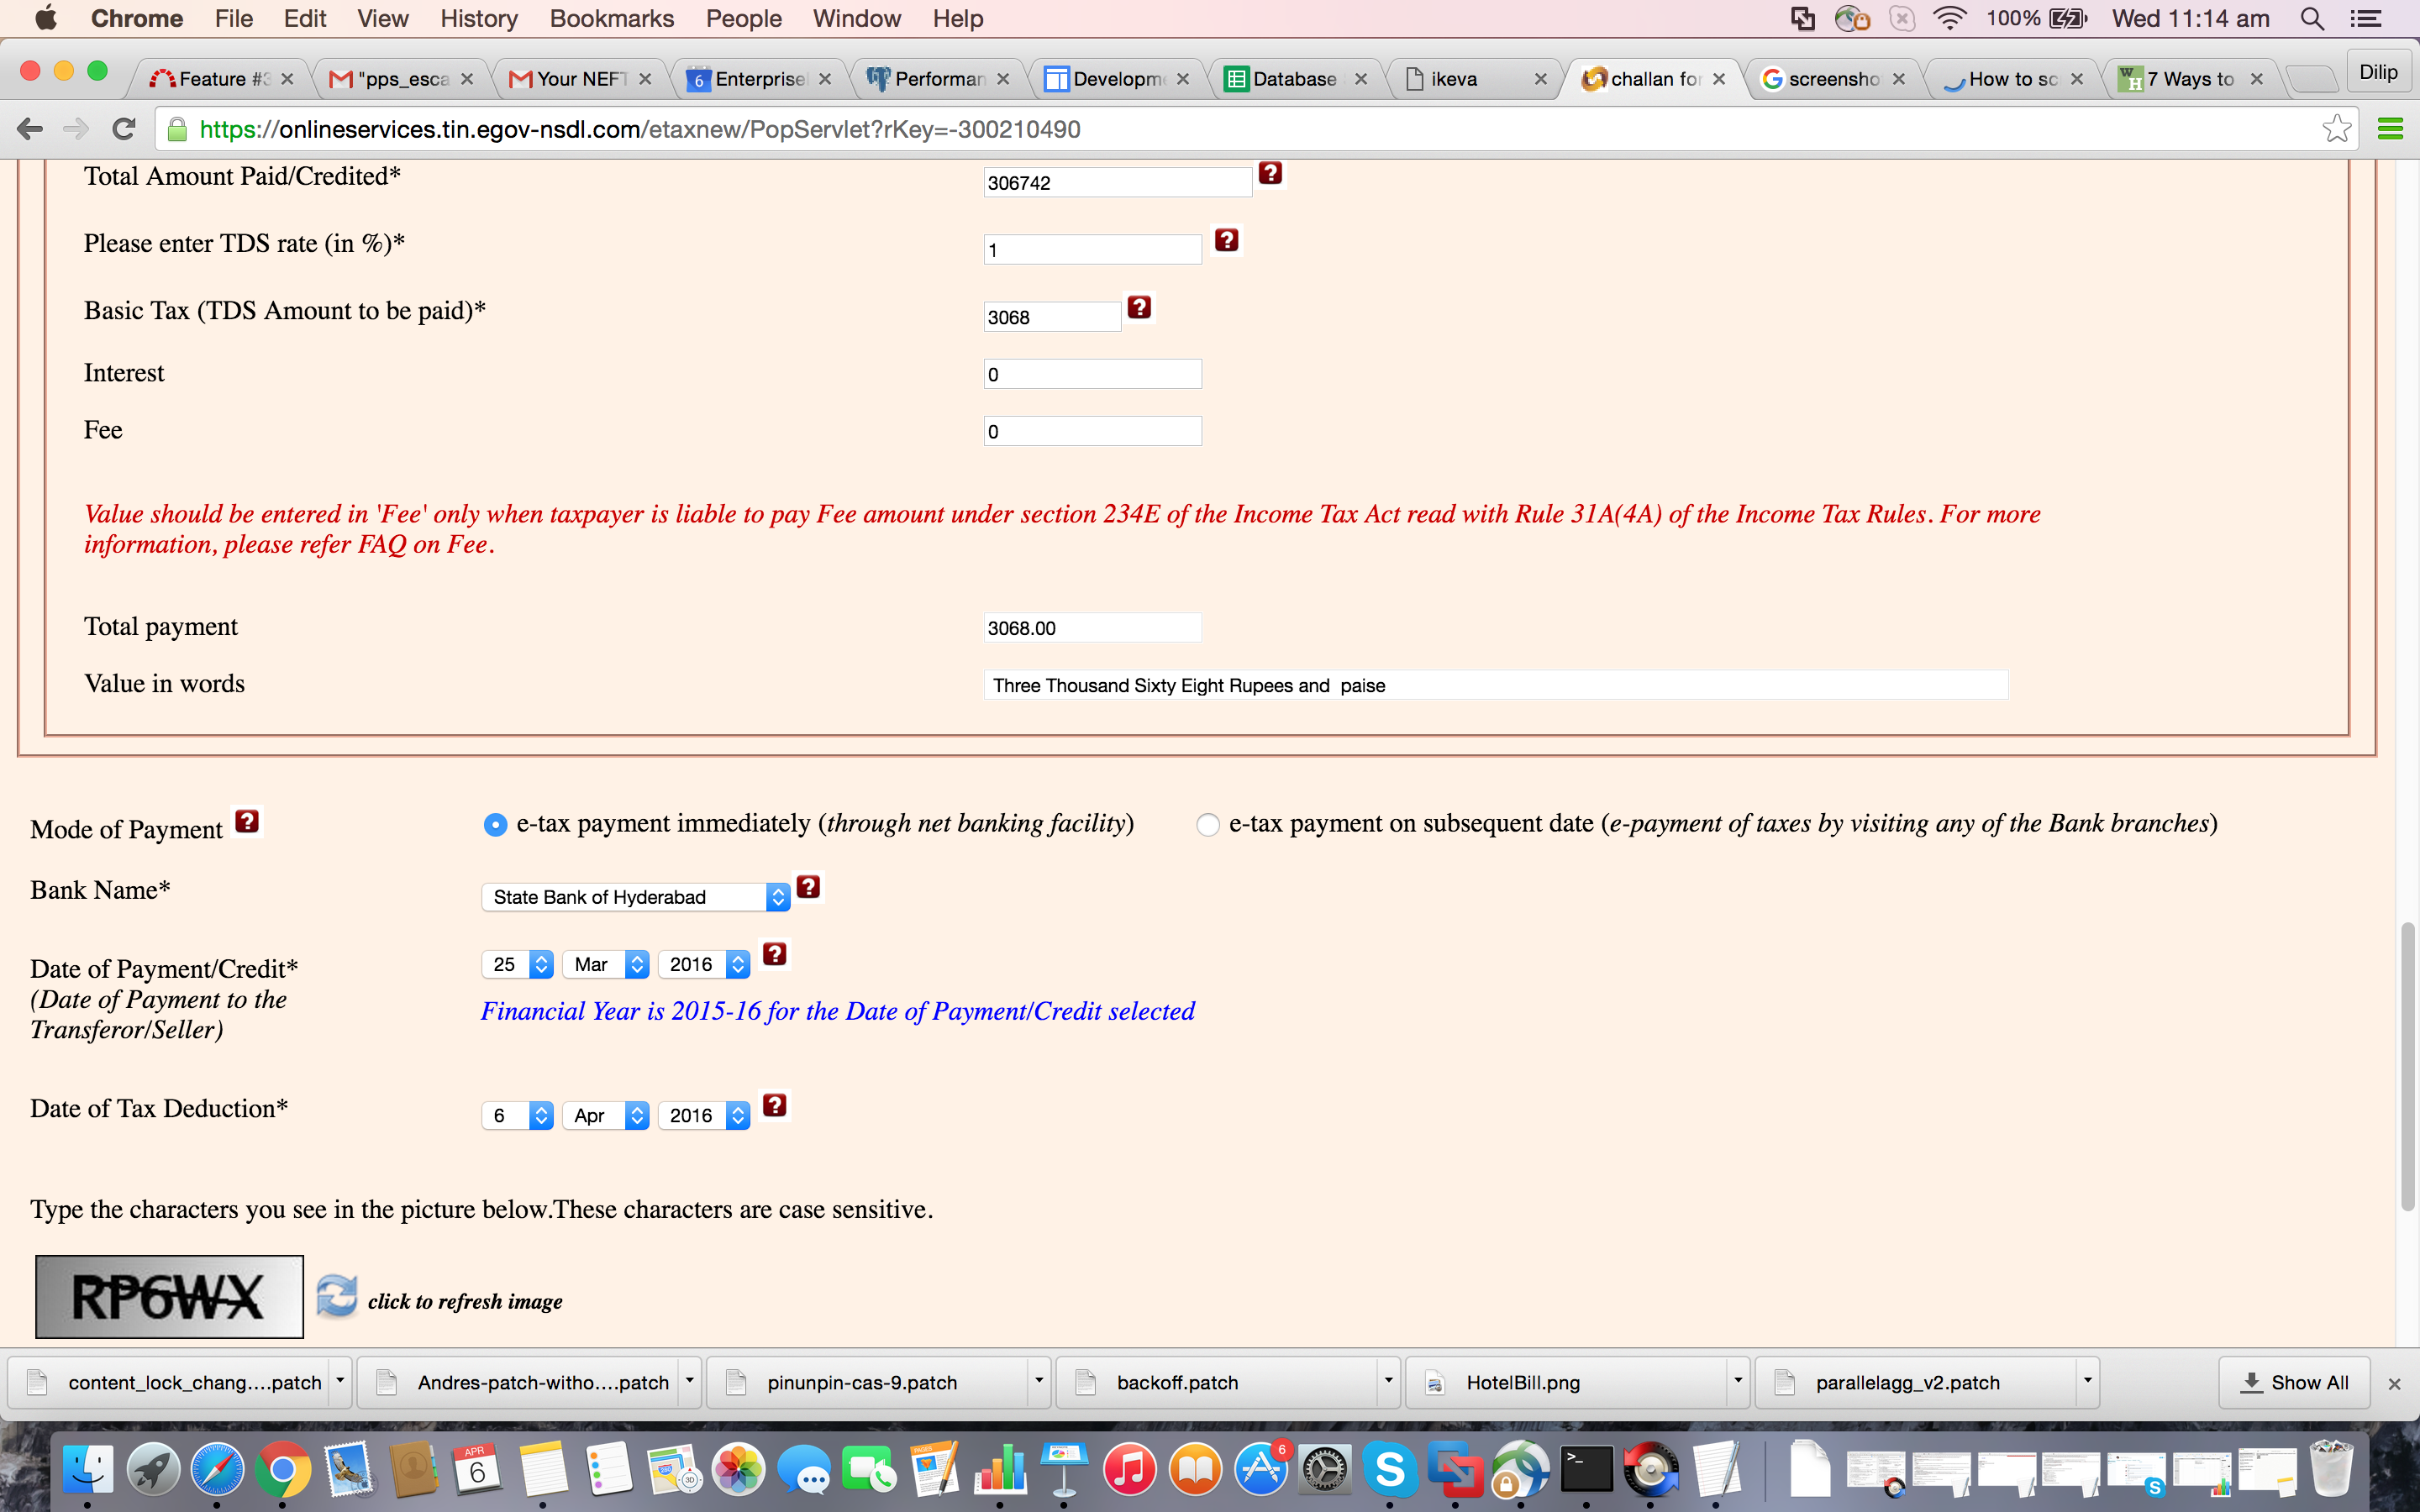 Chrome File Edit View History Bookmarks People Window Help 100% Wed 11:14 am
Feature #3 "pps_esca Your NEFT 6 Enterprise Performan Developme Database ikeva challan for screensho How to sc 7 Ways to Dilip
https://onlineservices.tin.egov-nsdl.com/etaxnew/PopServlet?rKey=-300210490
Total Amount Paid/Credited* 306742 ?
Please enter TDS rate (in %)* 1 ?
Basic Tax (TDS Amount to be paid)* 3068 ?
Interest 0
Fee 0
Value should be entered in 'Fee' only when taxpayer is liable to pay Fee amount under section 234E of the Income Tax Act read with Rule 31A(4A) of the Income Tax Rules. For more
information, please refer FAQ on Fee.
Total payment 3068.00
Value in words Three Thousand Sixty Eight Rupees and paise
Mode of Payment ? e-tax payment immediately (through net banking facility) e-tax payment on subsequent date (e-payment of taxes by visiting any of the Bank branches)
Bank Name* State Bank of Hyderabad ?
Date of Payment/Credit* 25 Mar 2016 ?
(Date of Payment to the
Transferor/Seller)
Financial Year is 2015-16 for the Date of Payment/Credit selected
Date of Tax Deduction* 6 Apr 2016 ?
Type the characters you see in the picture below.These characters are case sensitive.
RP6WX click to refresh image
content_lock_chang....patch Andres-patch-witho....patch pinunpin-cas-9.patch backoff.patch HotelBill.png parallelagg_v2.patch Show All
APR
6
PAGES
3D
6